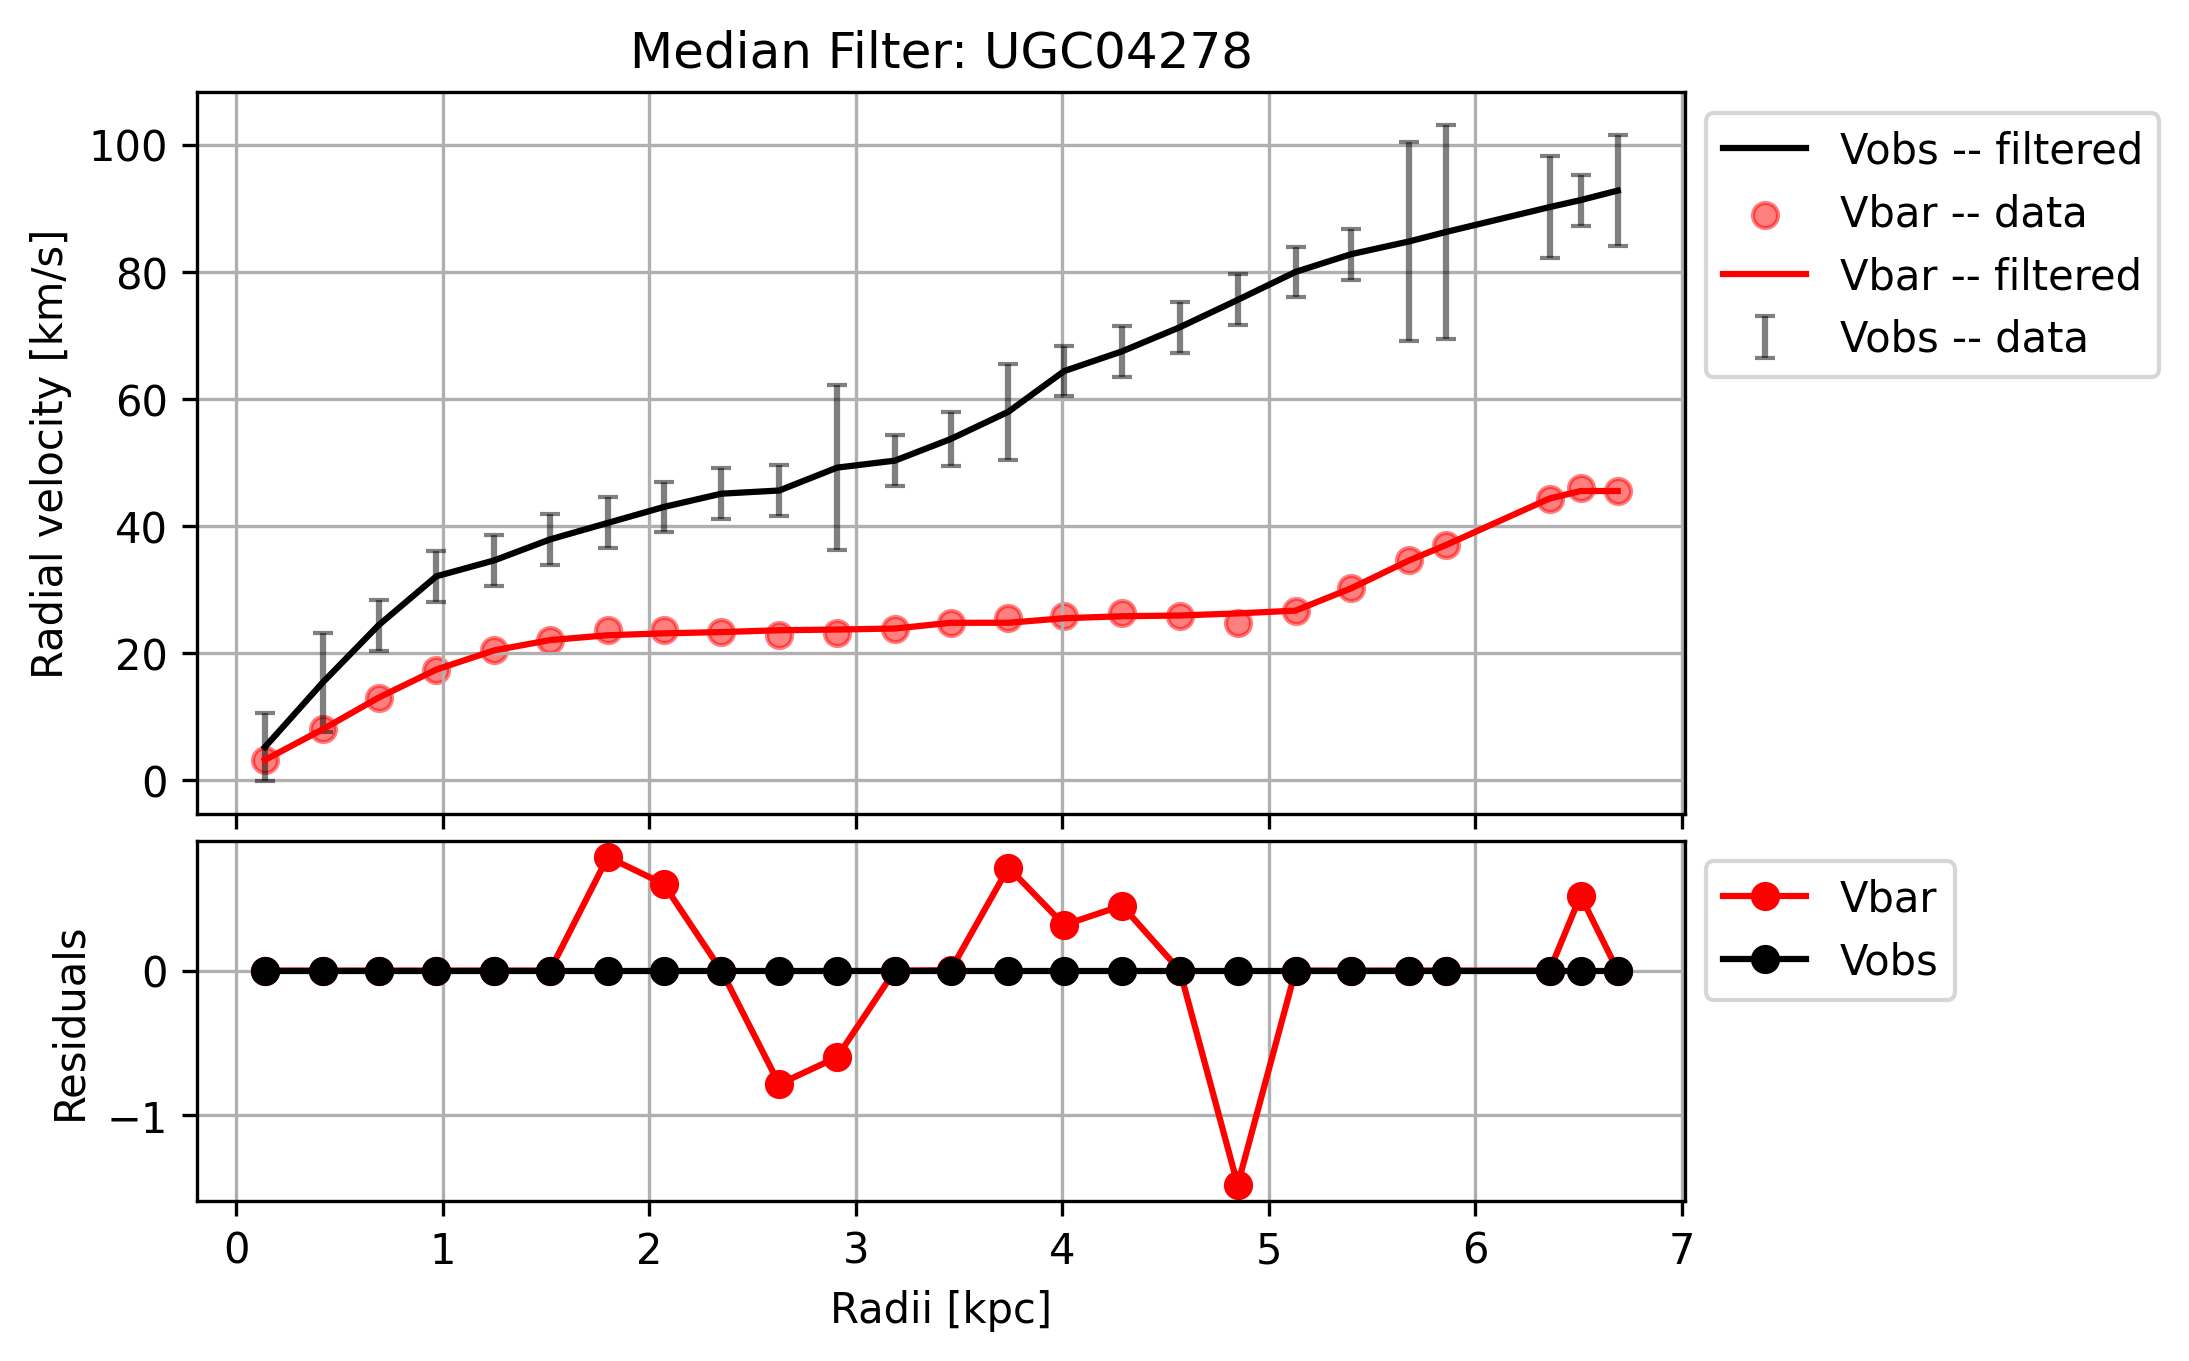 Median Filter: UGC04278
Radial velocity [km/s]
100
80
60
40
20
0
Vobs -- filtered
Vbar -- data
Vbar -- filtered
Vobs -- data
Residuals
0
−1
Vbar
Vobs
0 1 2 3 4 5 6 7
Radii [kpc]